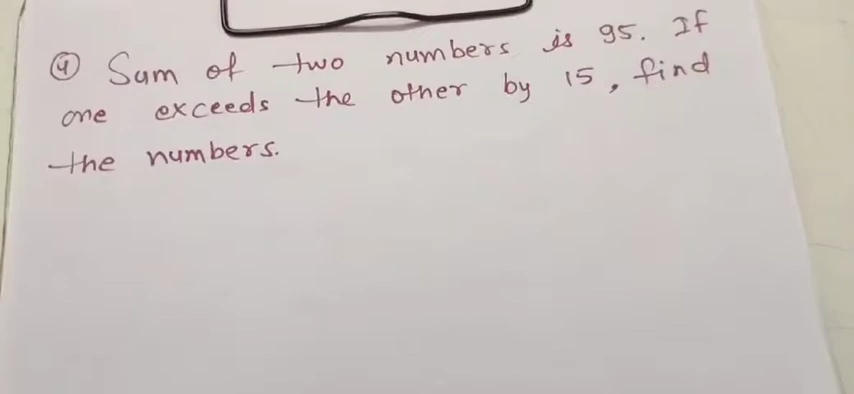 ④ Sum of two numbers is 95. If
one exceeds the other by 15, find
the numbers.